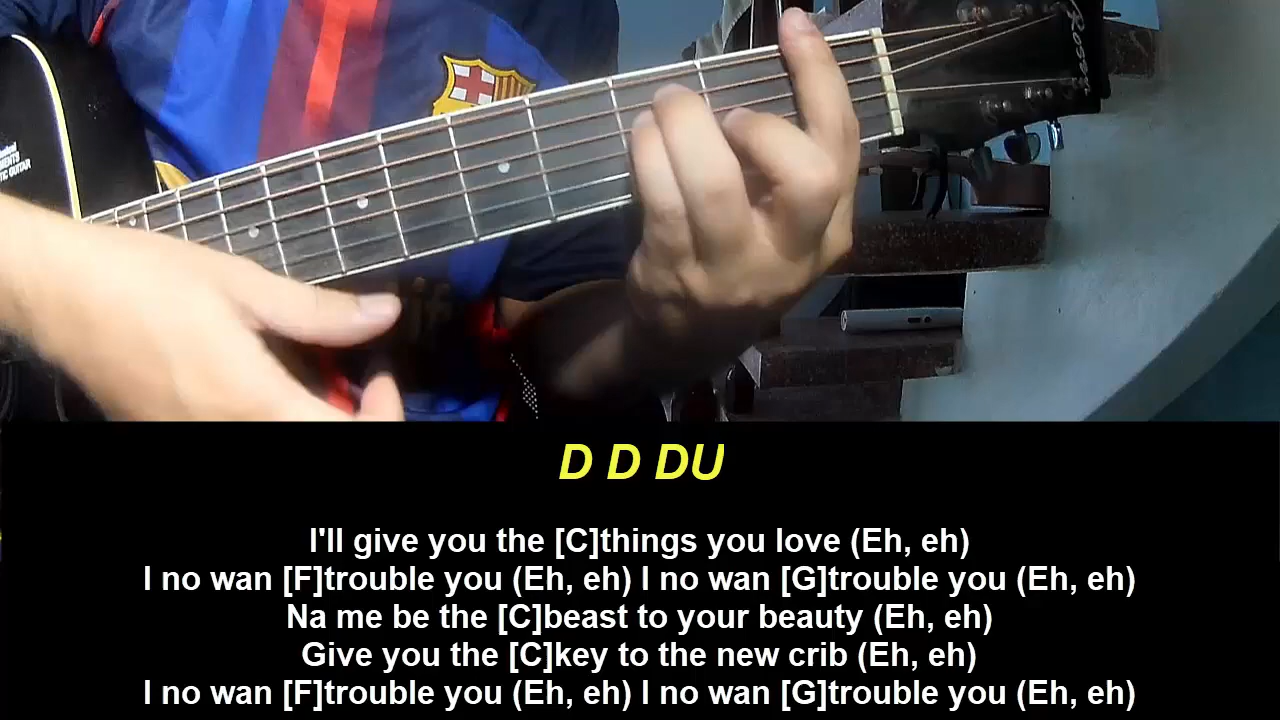 D D DU
I'll give you the [C]things you love (Eh, eh)
I no wan [F]trouble you (Eh, eh) I no wan [G]trouble you (Eh, eh)
Na me be the [C]beast to your beauty (Eh, eh)
Give you the [C]key to the new crib (Eh, eh)
I no wan [F]trouble you (Eh, eh) I no wan [G]trouble you (Eh, eh)